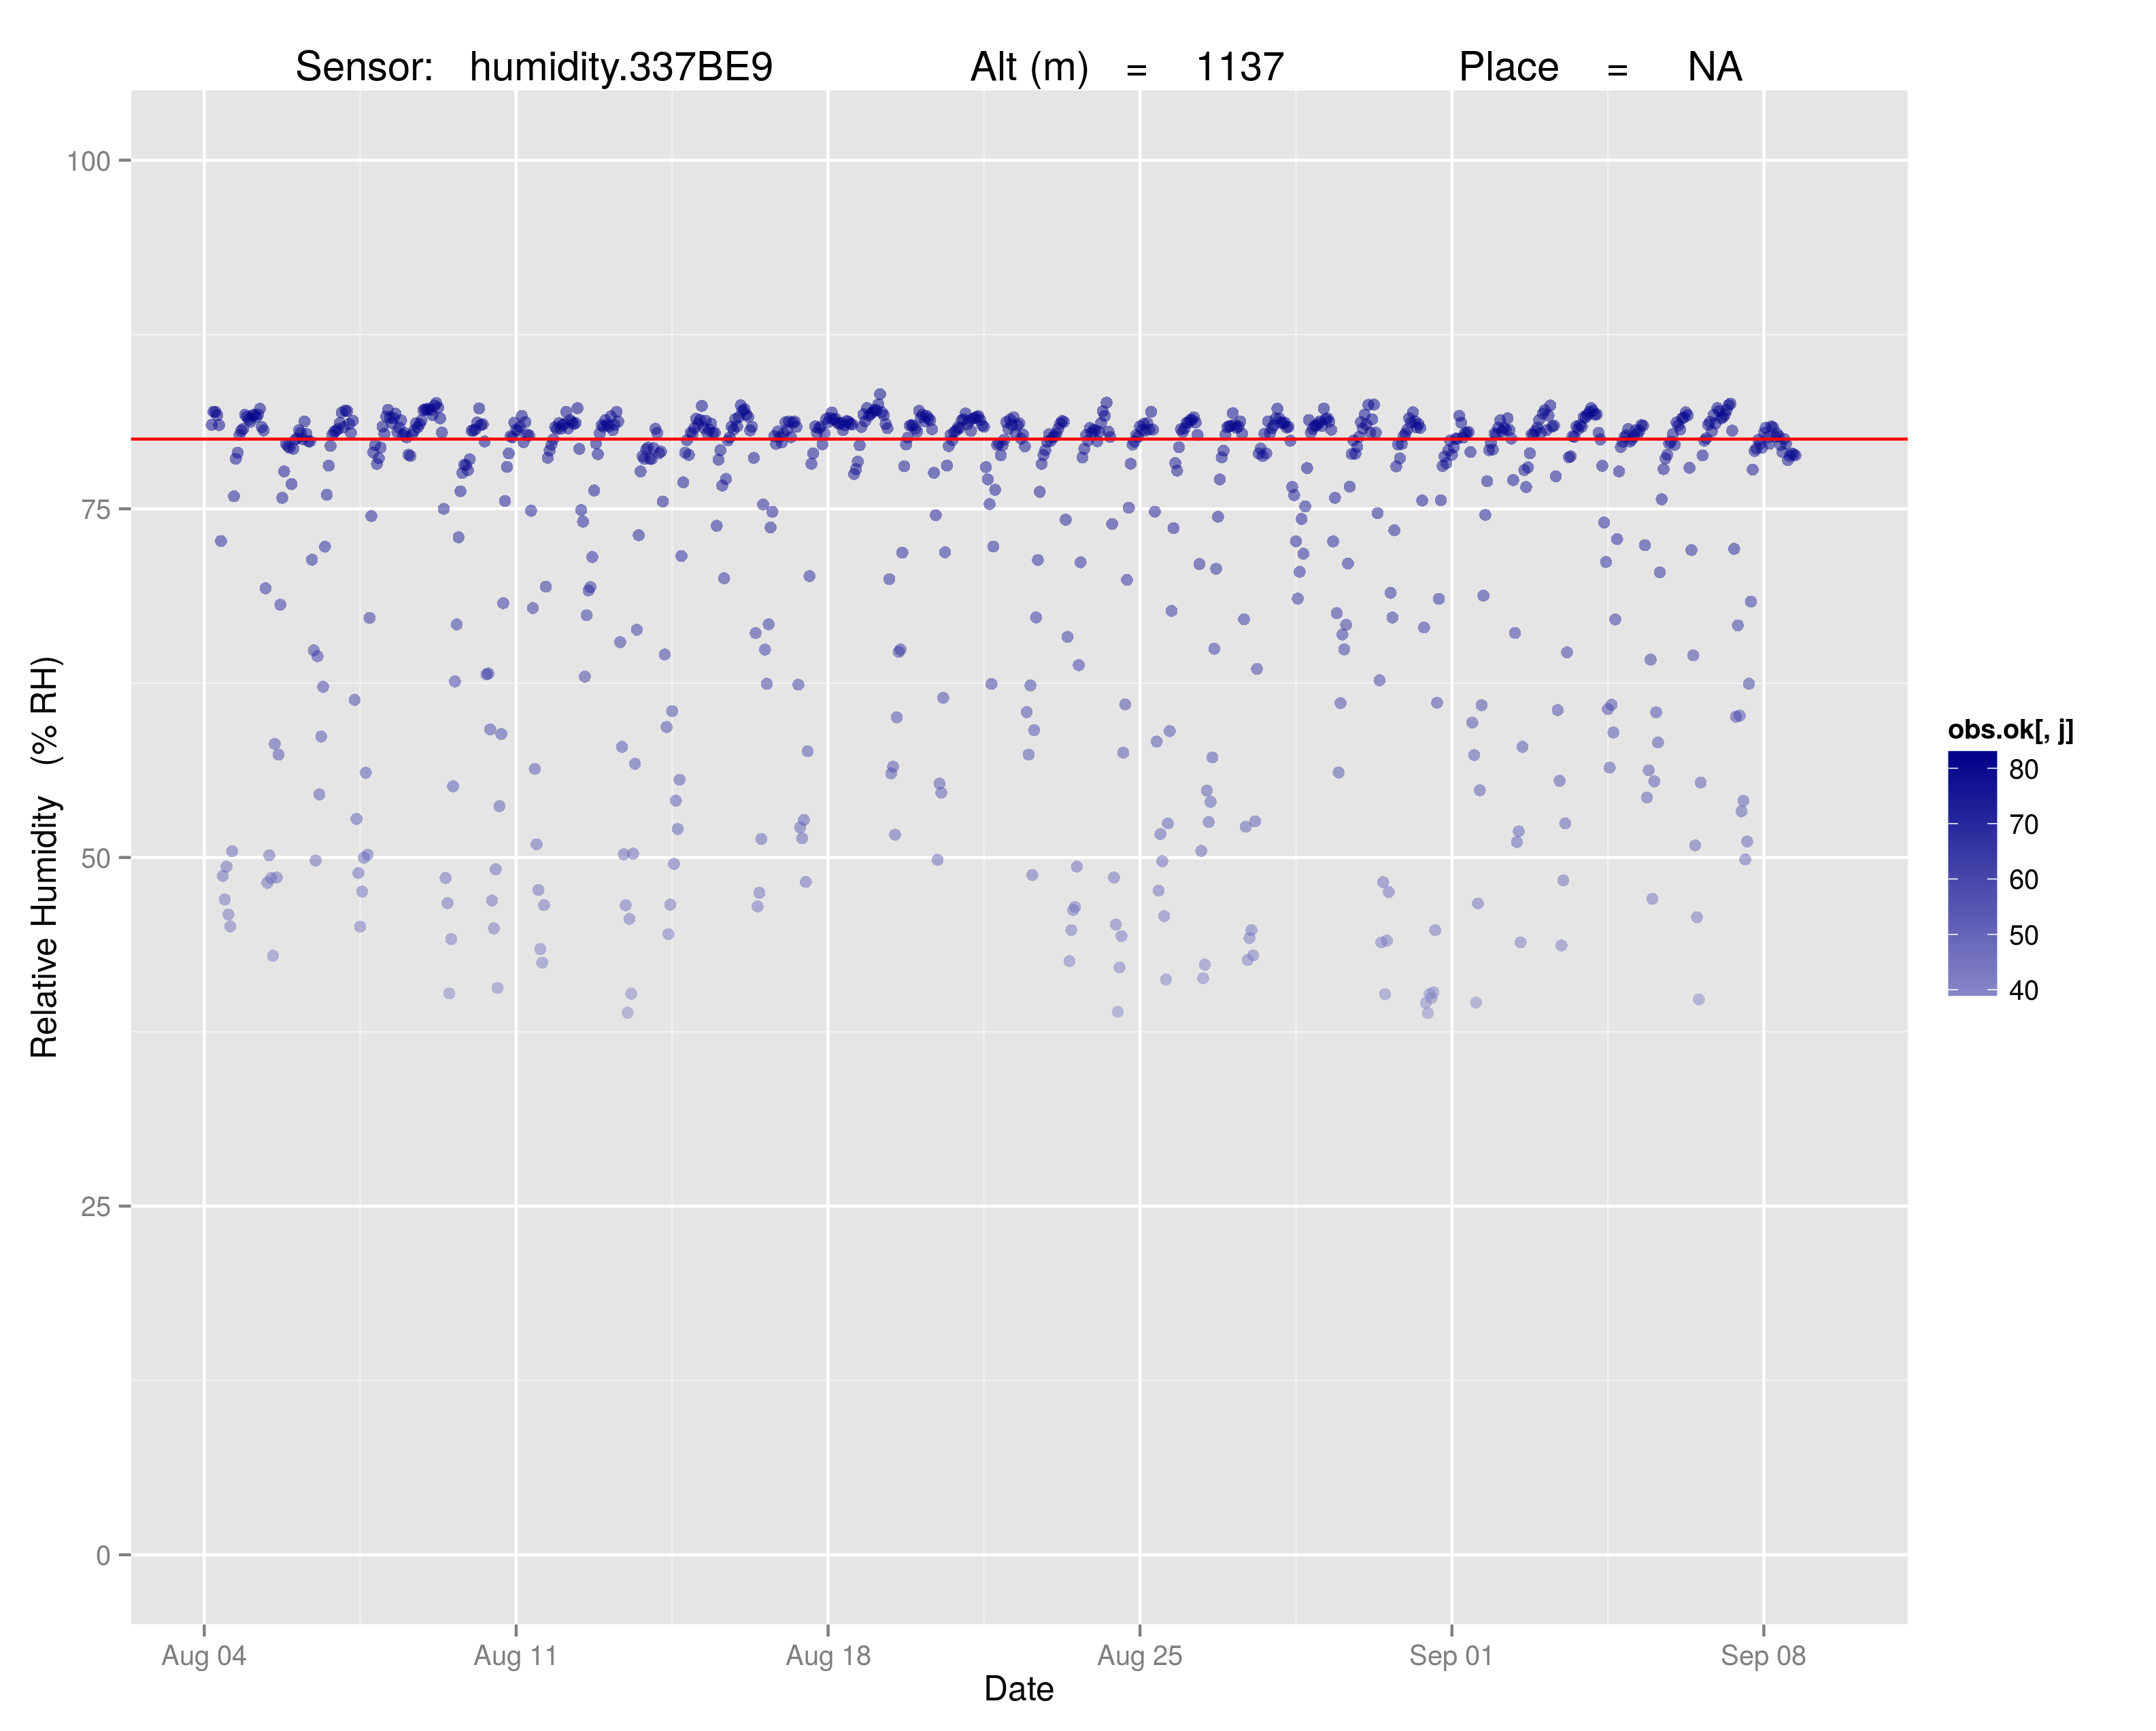 Sensor: humidity.337BE9 Alt (m) = 1137 Place = NA
Relative Humidity (% RH)
100
75
50
25
0
Aug 04 Aug 11 Aug 18 Aug 25 Sep 01 Sep 08
Date
obs.ok[, j]
80
70
60
50
40